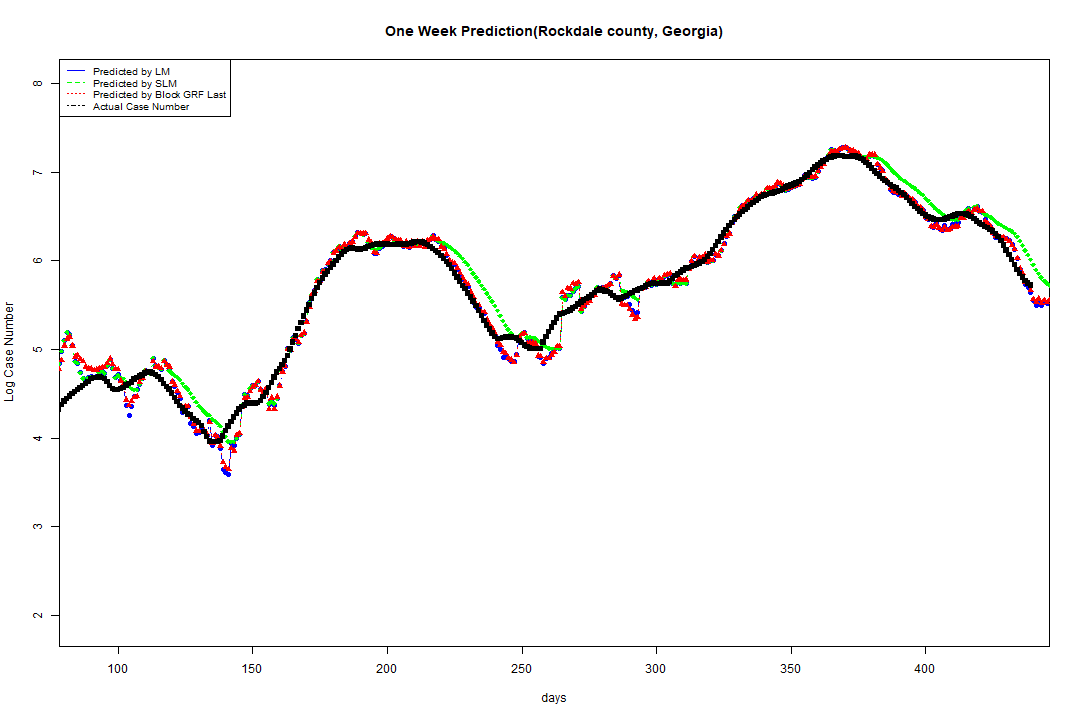 One Week Prediction(Rockdale county, Georgia)
Predicted by LM
Predicted by SLM
Predicted by Block GRF Last
Actual Case Number
8
7
6
5
4
3
2
Log Case Number
100 150 200 250 300 350 400
days